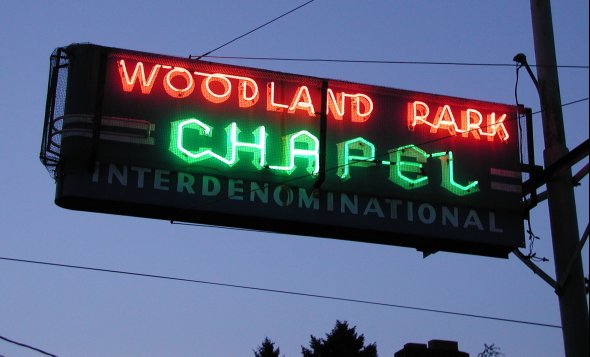 WOODLAND PARK
CHAPEL
INTERDENOMINATIONAL